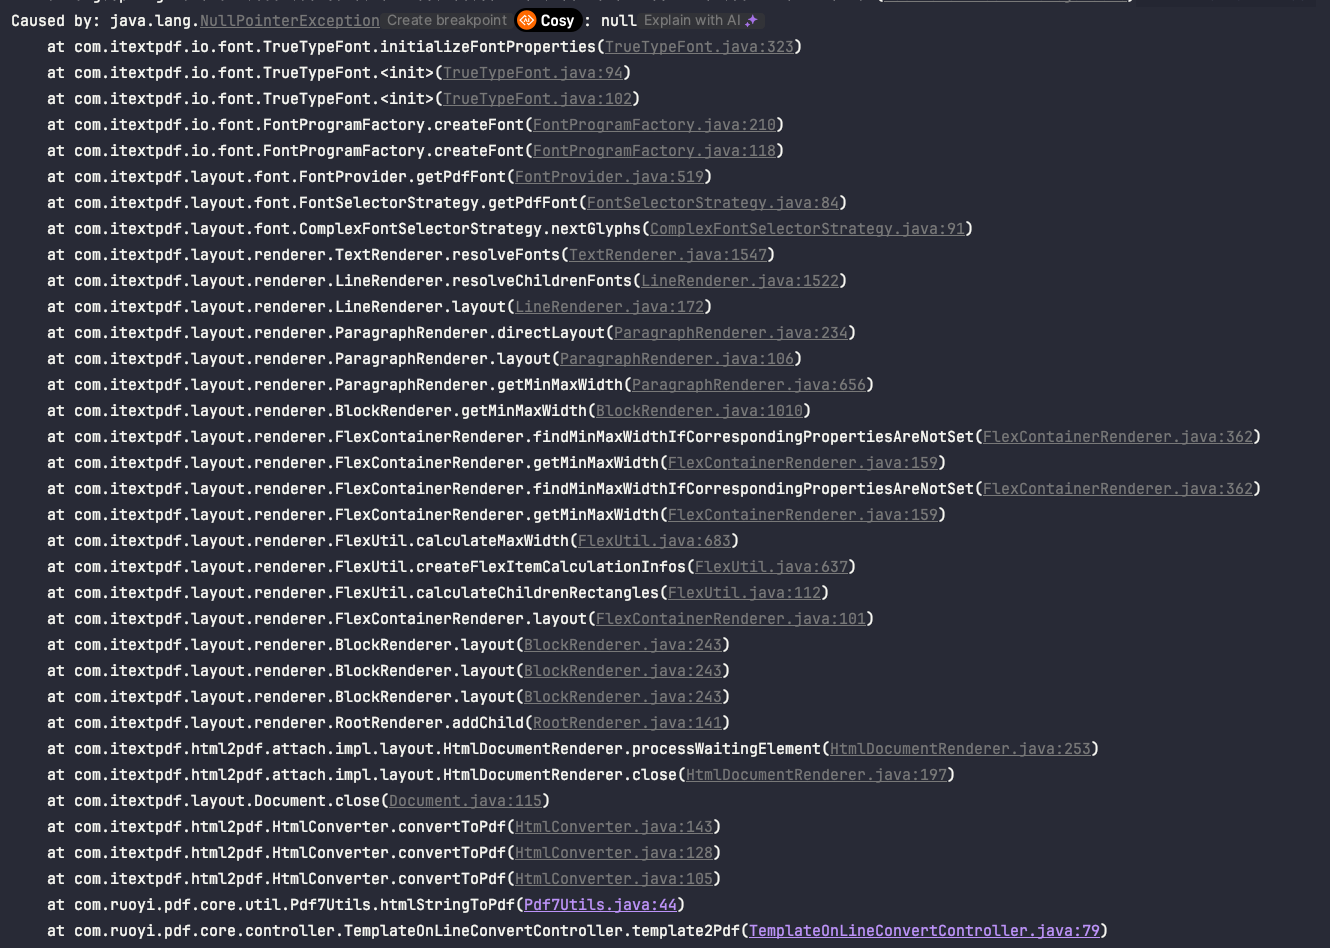 Caused by: java.lang.NullPointerException Create breakpoint Cosy : null Explain with AI
at com.itextpdf.io.font.TrueTypeFont.initializeFontProperties(TrueTypeFont.java:323)
at com.itextpdf.io.font.TrueTypeFont.<init>(TrueTypeFont.java:94)
at com.itextpdf.io.font.TrueTypeFont.<init>(TrueTypeFont.java:102)
at com.itextpdf.io.font.FontProgramFactory.createFont(FontProgramFactory.java:210)
at com.itextpdf.io.font.FontProgramFactory.createFont(FontProgramFactory.java:118)
at com.itextpdf.layout.font.FontProvider.getPdfFont(FontProvider.java:519)
at com.itextpdf.layout.font.FontSelectorStrategy.getPdfFont(FontSelectorStrategy.java:84)
at com.itextpdf.layout.font.ComplexFontSelectorStrategy.nextGlyphs(ComplexFontSelectorStrategy.java:91)
at com.itextpdf.layout.renderer.TextRenderer.resolveFonts(TextRenderer.java:1547)
at com.itextpdf.layout.renderer.LineRenderer.resolveChildrenFonts(LineRenderer.java:1522)
at com.itextpdf.layout.renderer.LineRenderer.layout(LineRenderer.java:172)
at com.itextpdf.layout.renderer.ParagraphRenderer.directLayout(ParagraphRenderer.java:234)
at com.itextpdf.layout.renderer.ParagraphRenderer.layout(ParagraphRenderer.java:106)
at com.itextpdf.layout.renderer.ParagraphRenderer.getMinMaxWidth(ParagraphRenderer.java:656)
at com.itextpdf.layout.renderer.BlockRenderer.getMinMaxWidth(BlockRenderer.java:1010)
at com.itextpdf.layout.renderer.FlexContainerRenderer.findMinMaxWidthIfCorrespondingPropertiesAreNotSet(FlexContainerRenderer.java:362)
at com.itextpdf.layout.renderer.FlexContainerRenderer.getMinMaxWidth(FlexContainerRenderer.java:159)
at com.itextpdf.layout.renderer.FlexContainerRenderer.findMinMaxWidthIfCorrespondingPropertiesAreNotSet(FlexContainerRenderer.java:362)
at com.itextpdf.layout.renderer.FlexContainerRenderer.getMinMaxWidth(FlexContainerRenderer.java:159)
at com.itextpdf.layout.renderer.FlexUtil.calculateMaxWidth(FlexUtil.java:683)
at com.itextpdf.layout.renderer.FlexUtil.createFlexItemCalculationInfos(FlexUtil.java:637)
at com.itextpdf.layout.renderer.FlexUtil.calculateChildrenRectangles(FlexUtil.java:112)
at com.itextpdf.layout.renderer.FlexContainerRenderer.layout(FlexContainerRenderer.java:101)
at com.itextpdf.layout.renderer.BlockRenderer.layout(BlockRenderer.java:243)
at com.itextpdf.layout.renderer.BlockRenderer.layout(BlockRenderer.java:243)
at com.itextpdf.layout.renderer.BlockRenderer.layout(BlockRenderer.java:243)
at com.itextpdf.layout.renderer.RootRenderer.addChild(RootRenderer.java:141)
at com.itextpdf.html2pdf.attach.impl.layout.HtmlDocumentRenderer.processWaitingElement(HtmlDocumentRenderer.java:253)
at com.itextpdf.html2pdf.attach.impl.layout.HtmlDocumentRenderer.close(HtmlDocumentRenderer.java:197)
at com.itextpdf.layout.Document.close(Document.java:115)
at com.itextpdf.html2pdf.HtmlConverter.convertToPdf(HtmlConverter.java:143)
at com.itextpdf.html2pdf.HtmlConverter.convertToPdf(HtmlConverter.java:128)
at com.itextpdf.html2pdf.HtmlConverter.convertToPdf(HtmlConverter.java:105)
at com.ruoyi.pdf.core.util.Pdf7Utils.htmlStringToPdf(Pdf7Utils.java:44)
at com.ruoyi.pdf.core.controller.TemplateOnLineConvertController.template2Pdf(TemplateOnLineConvertController.java:79)